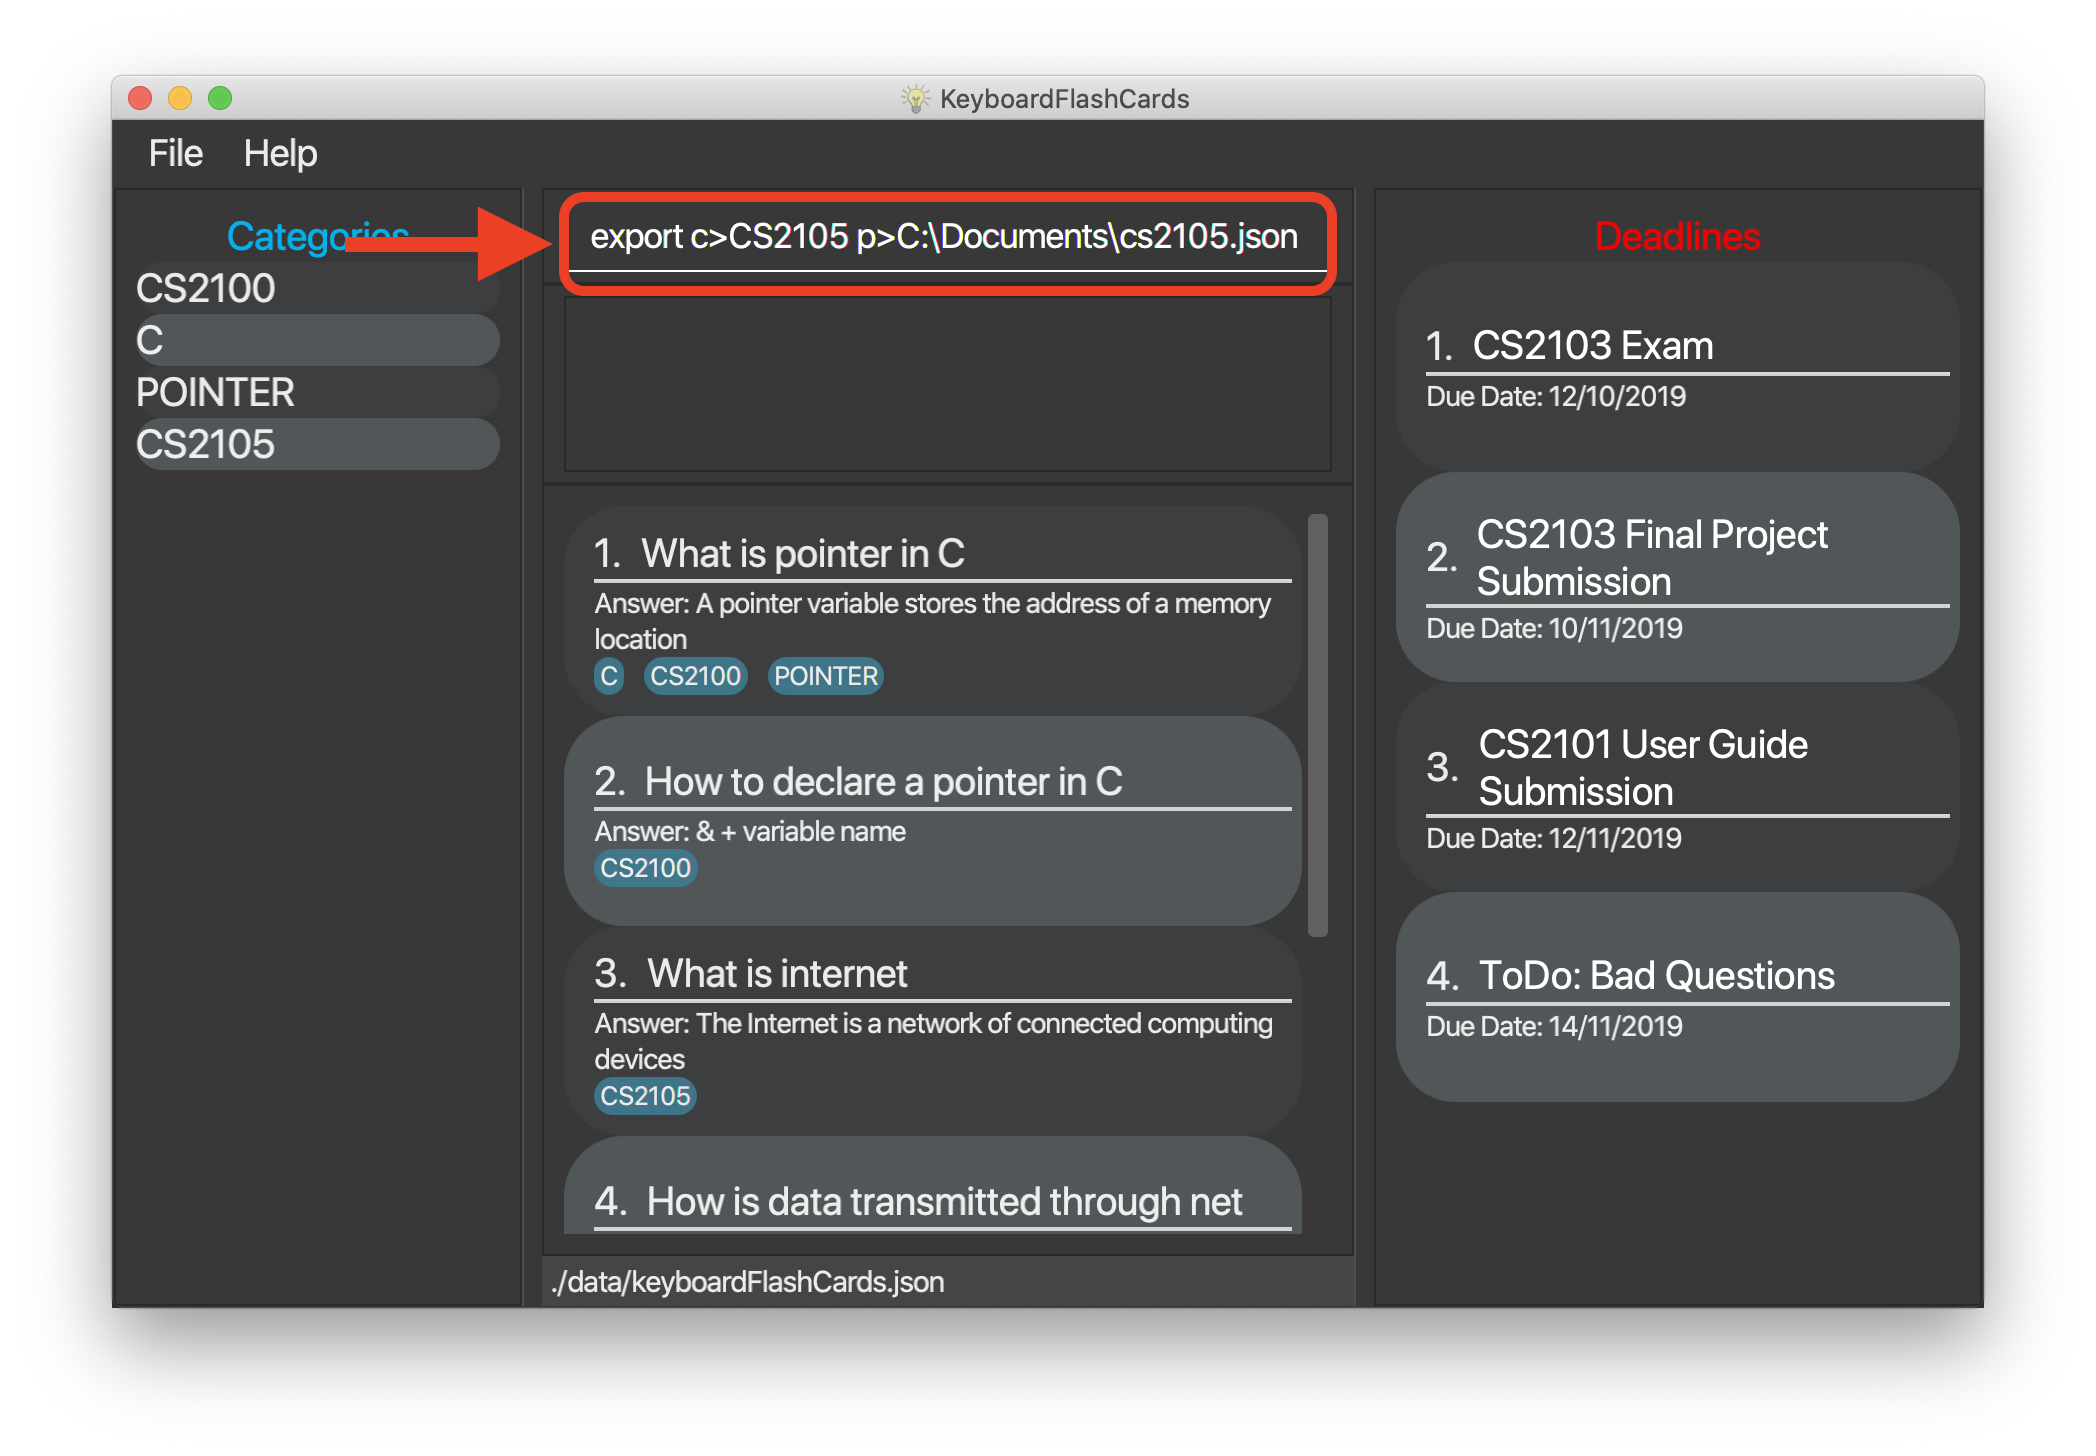 KeyboardFlashCards
File Help
Categories
CS2100
C
POINTER
CS2105
export c>CS2105 p>C:\Documents\cs2105.json
1. What is pointer in C
Answer: A pointer variable stores the address of a memory
location
C CS2100 POINTER
2. How to declare a pointer in C
Answer: & + variable name
CS2100
3. What is internet
Answer: The Internet is a network of connected computing
devices
CS2105
4. How is data transmitted through net
./data/keyboardFlashCards.json
Deadlines
1. CS2103 Exam
Due Date: 12/10/2019
2. CS2103 Final Project
Submission
Due Date: 10/11/2019
3. CS2101 User Guide
Submission
Due Date: 12/11/2019
4. ToDo: Bad Questions
Due Date: 14/11/2019